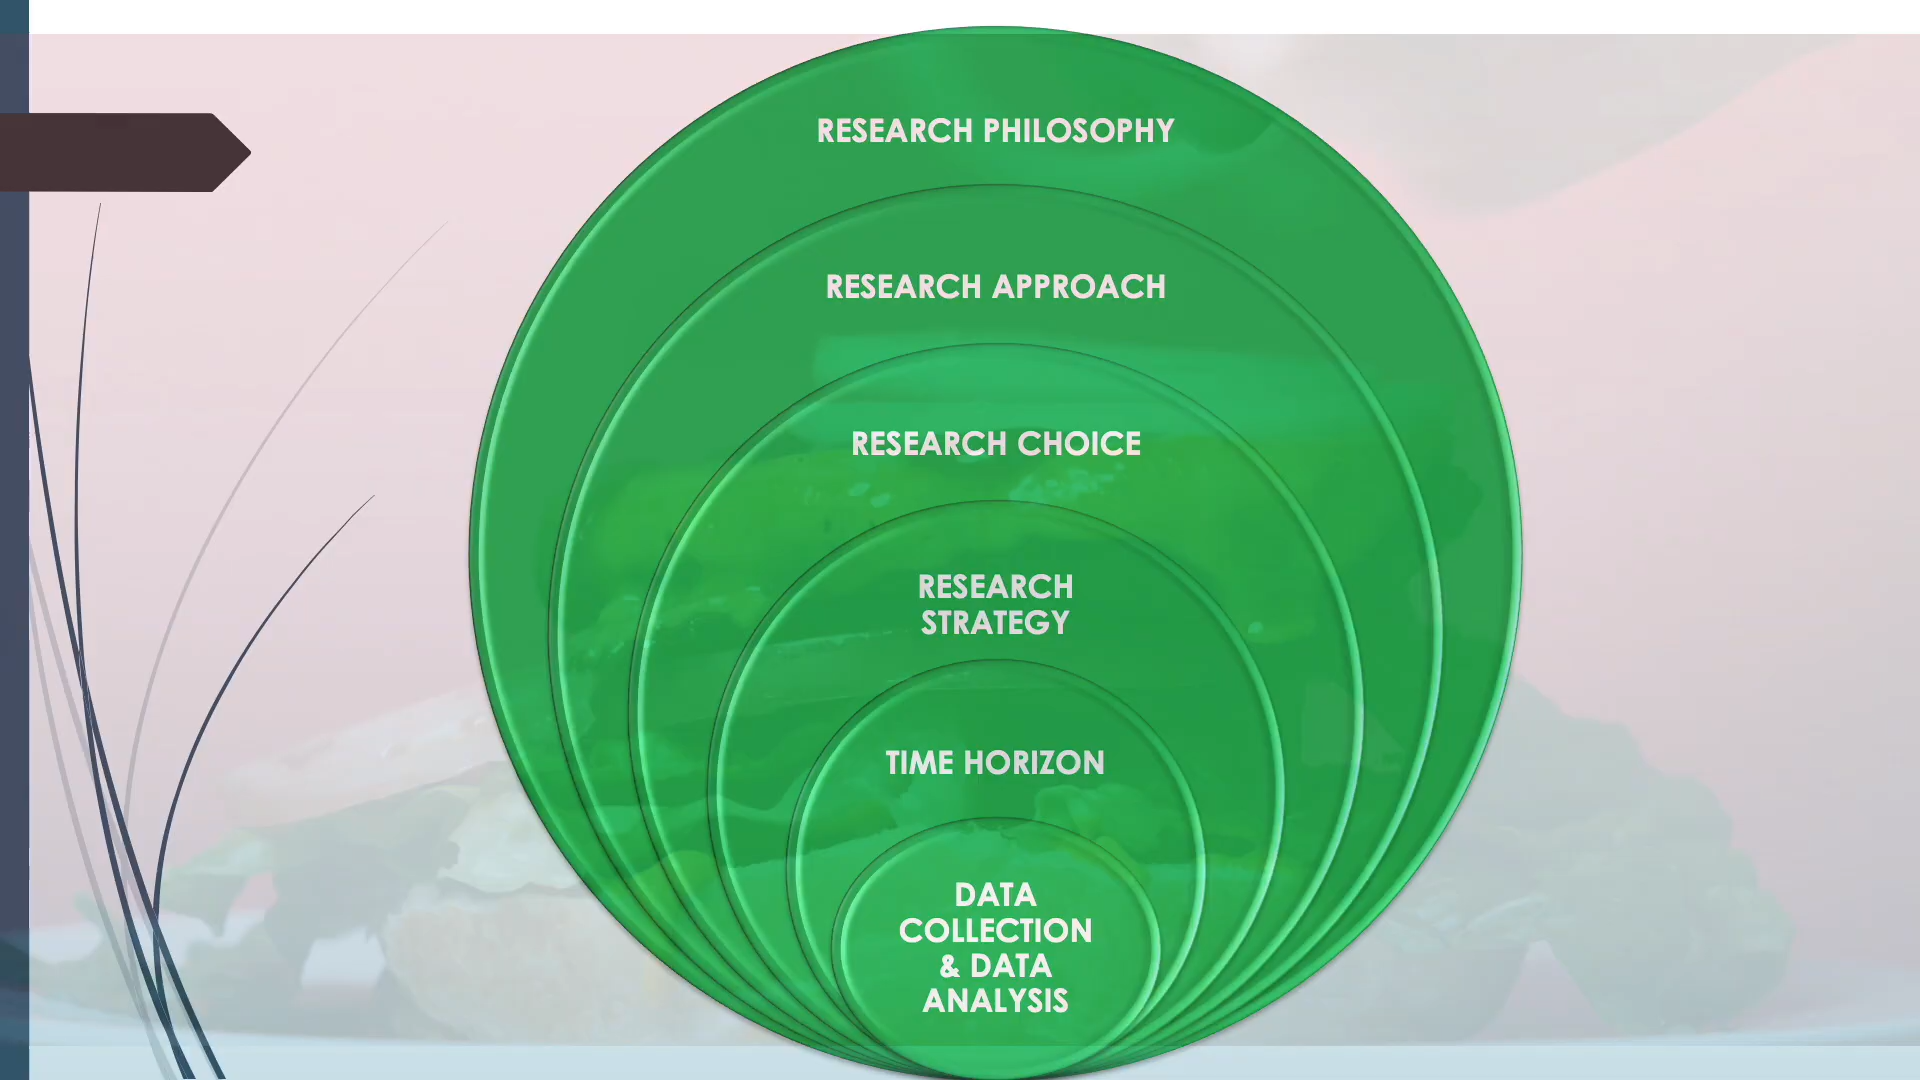 RESEARCH PHILOSOPHY
RESEARCH APPROACH
RESEARCH CHOICE
RESEARCH
STRATEGY
TIME HORIZON
DATA
COLLECTION
& DATA
ANALYSIS